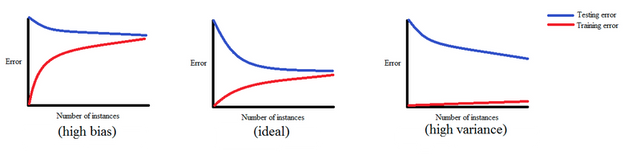 Testing error
Training error
Error
Number of instances
(high bias)
Error
Number of instances
(ideal)
Error
Number of instances
(high variance)